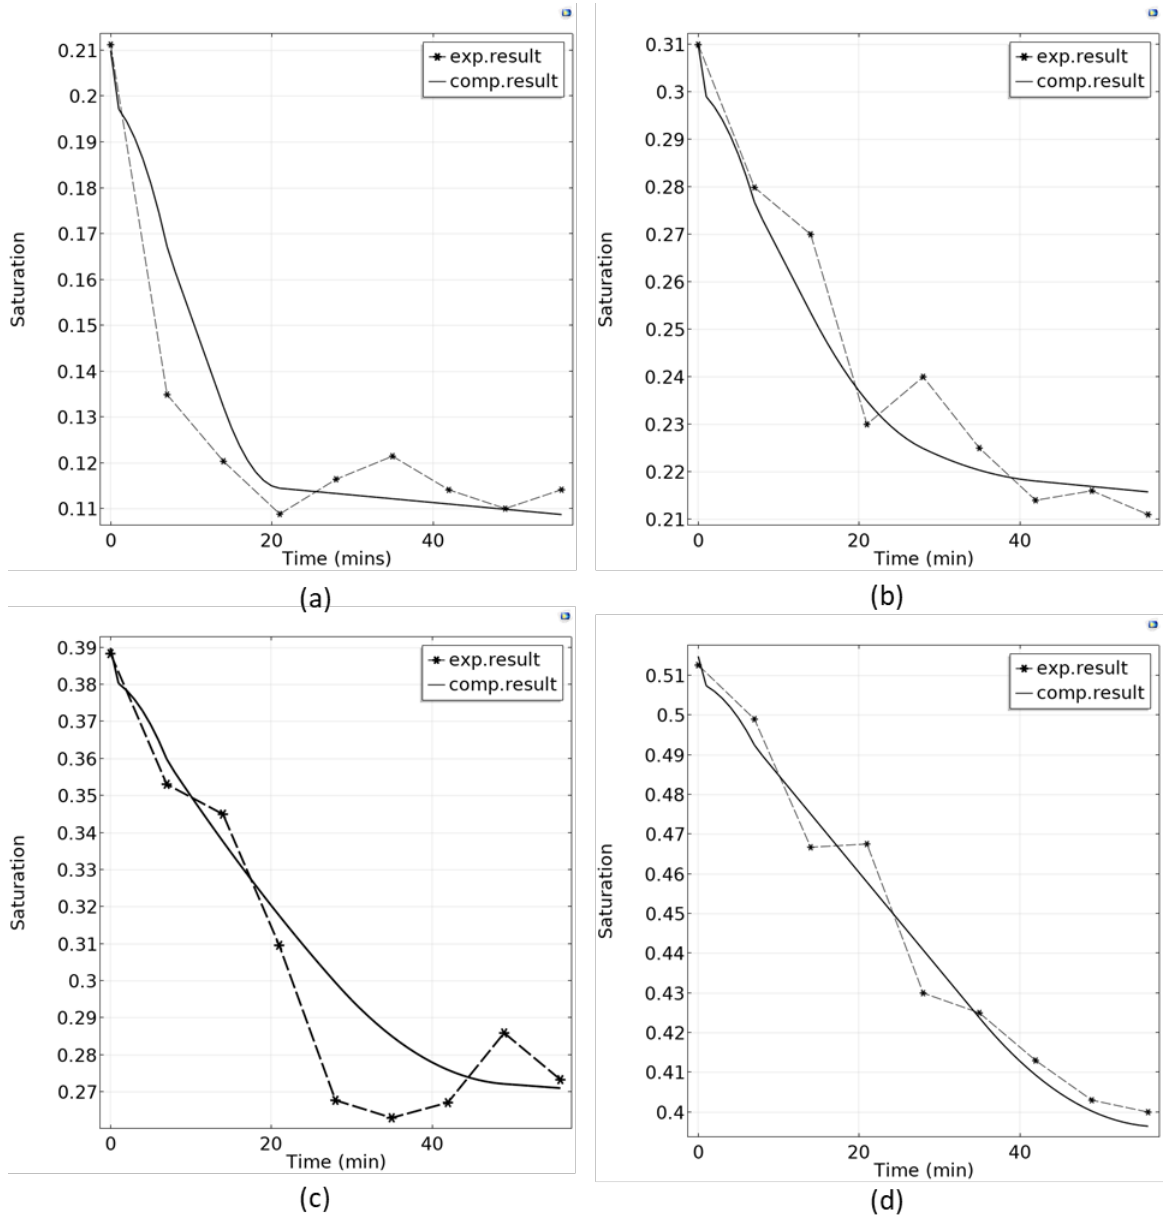 0.21
0.2
0.19
0.18
0.17
0.16
0.15
0.14
0.13
0.12
0.11
Saturation
exp.result
comp.result
0
20
40
Time (mins)
(a)
0.31
0.3
0.29
0.28
0.27
0.26
0.25
0.24
0.23
0.22
0.21
Saturation
exp.result
comp.result
0
20
40
Time (min)
(b)
0.39
0.38
0.37
0.36
0.35
0.34
0.33
0.32
0.31
0.3
0.29
0.28
0.27
Saturation
exp.result
comp.result
0
20
40
Time (min)
(c)
0.51
0.5
0.49
0.48
0.47
0.46
0.45
0.44
0.43
0.42
0.41
0.4
Saturation
exp.result
comp.result
0
20
40
Time (min)
(d)